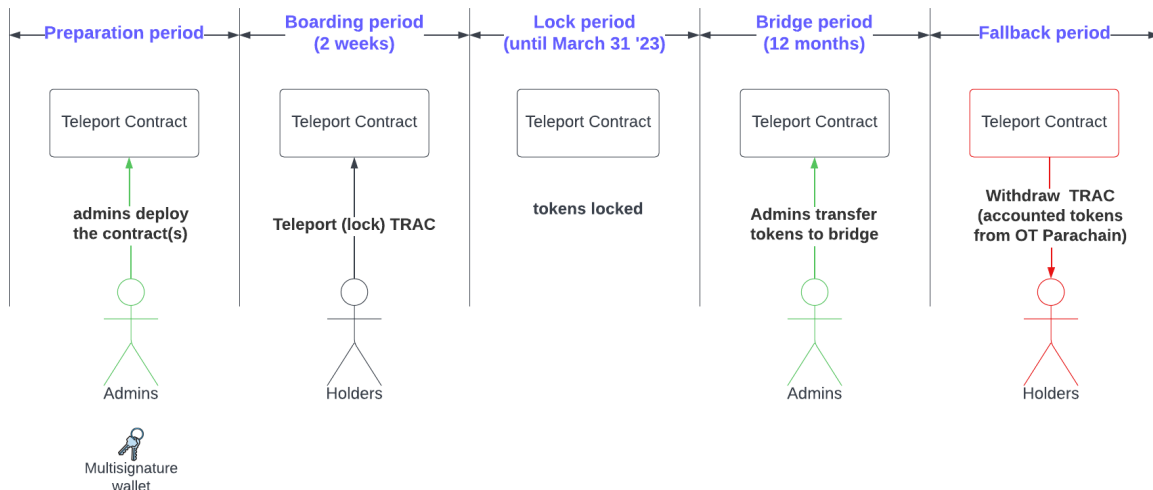 Preparation period
Boarding period
(2 weeks)
Lock period
(until March 31 '23)
Bridge period
(12 months)
Fallback period
Teleport Contract
Teleport Contract
Teleport Contract
Teleport Contract
Teleport Contract
admins deploy
the contract(s)
Teleport (lock) TRAC
tokens locked
Admins transfer
tokens to bridge
Withdraw TRAC
(accounted tokens
from OT Parachain)
Admins
Holders
Admins
Holders
Multisignature
wallet